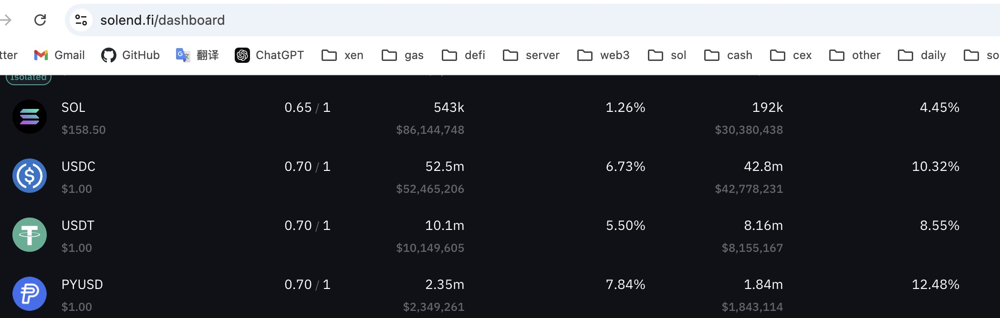 solend.fi/dashboard
tter Gmail GitHub 翻译 ChatGPT xen gas defi server web3 sol cash cex other daily so
Isolated
SOL 0.65 / 1 543k 1.26% 192k 4.45%
$158.50 $86,144,748 $30,380,438
USDC 0.70 / 1 52.5m 6.73% 42.8m 10.32%
$1.00 $52,465,206 $42,778,231
USDT 0.70 / 1 10.1m 5.50% 8.16m 8.55%
$1.00 $10,149,605 $8,155,167
PYUSD 0.70 / 1 2.35m 7.84% 1.84m 12.48%
$1.00 $2,349,261 $1,843,114